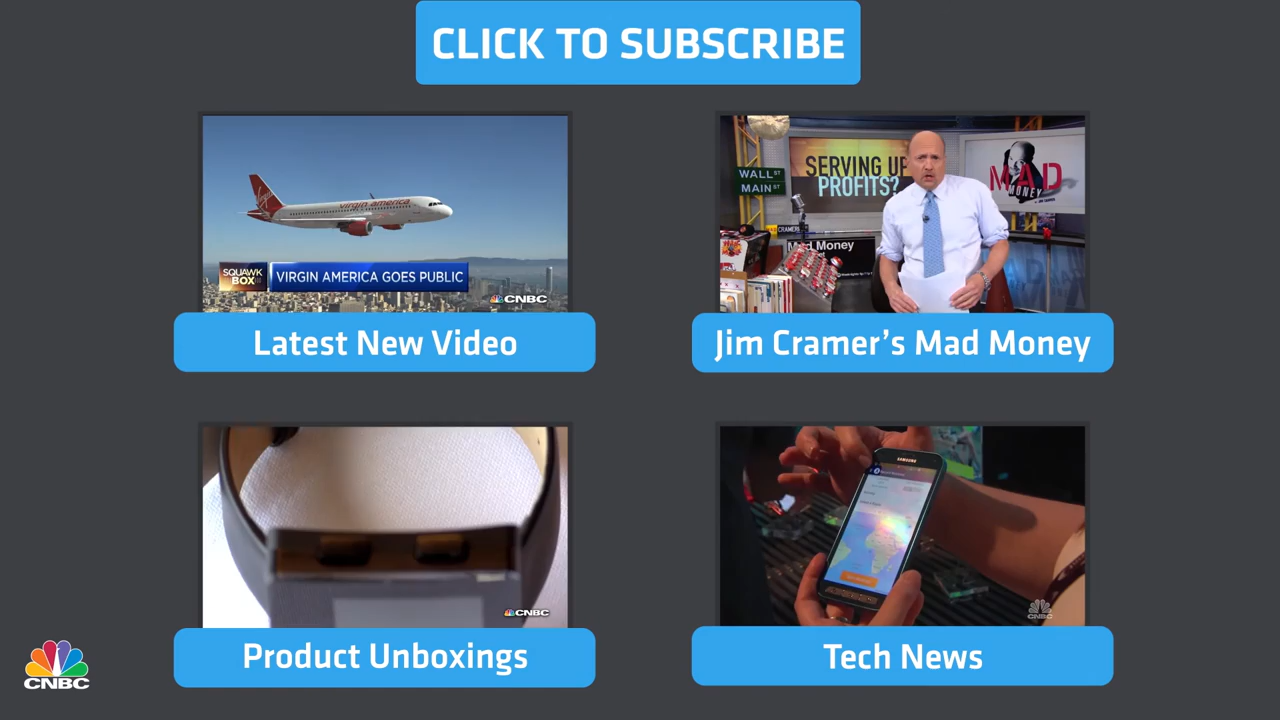 CLICK TO SUBSCRIBE
virgin america
SQUAWK
BOX
VIRGIN AMERICA GOES PUBLIC
CNBC
Latest New Video
SERVING UP
PROFITS?
WALL ST
MAIN ST
MAD
MONEY
Mad Money
Jim Cramer's Mad Money
CNBC
Product Unboxings
SAMSUNG
CNBC
Tech News
CNBC